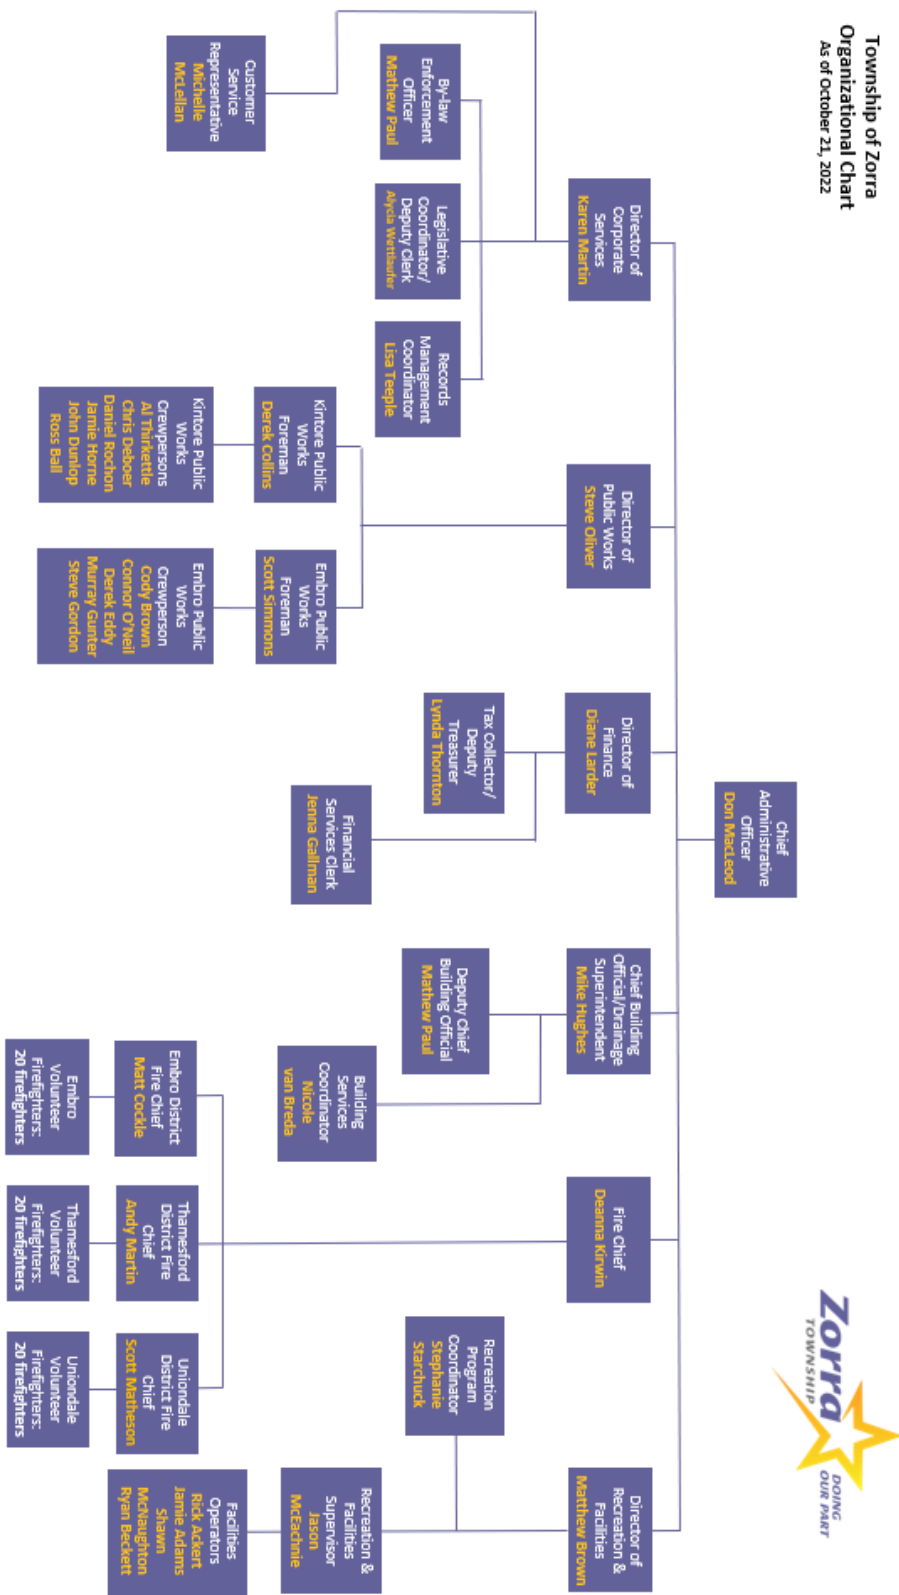 Township of Zorra
Organizational Chart
As of October 21, 2022
Zorra
TOWNSHIP
DOING
OUR PART
Chief
Administrative
Officer
Don MacLeod
Director of
Corporate
Services
Karen Martin
Director of
Public Works
Steve Oliver
Director of
Finance
Diane Larder
Chief Building
Official/Drainage
Superintendent
Mike Hughes
Fire Chief
Deanna Kirwin
Director of
Recreation &
Facilities
Matthew Brown
By-law
Enforcement
Officer
Mathew Paul
Legislative
Coordinator/
Deputy Clerk
Alycia Wettlaufer
Records
Management
Coordinator
Lisa Teeple
Customer
Service
Representative
Michelle
McLellan
Kintore Public
Works
Foreman
Derek Collins
Embro Public
Works
Foreman
Scott Simmons
Kintore Public
Works
Crewpersons
Al Thirkettle
Chris Deboer
Daniel Rochon
Jamie Horne
John Dunlop
Ross Ball
Embro Public
Works
Crewperson
Cody Brown
Connor O'Neil
Derek Eddy
Murray Gunter
Steve Gordon
Tax Collector/
Deputy
Treasurer
Lynda Thornton
Financial
Services Clerk
Jenna Gallman
Deputy Chief
Building Official
Mathew Paul
Building
Services
Coordinator
Nicole
van Breda
Embro District
Fire Chief
Matt Cockle
Thamesford
District Fire
Chief
Andy Martin
Uniondale
District Fire
Chief
Scott Matheson
Embro
Volunteer
Firefighters:
20 firefighters
Thamesford
Volunteer
Firefighters:
20 firefighters
Uniondale
Volunteer
Firefighters:
20 firefighters
Recreation
Program
Coordinator
Stephanie
Starchuck
Recreation &
Facilities
Supervisor
Jason
McEachnie
Facilities
Operators
Rick Ackert
Jamie Adams
Shawn
McNaughton
Ryan Beckett